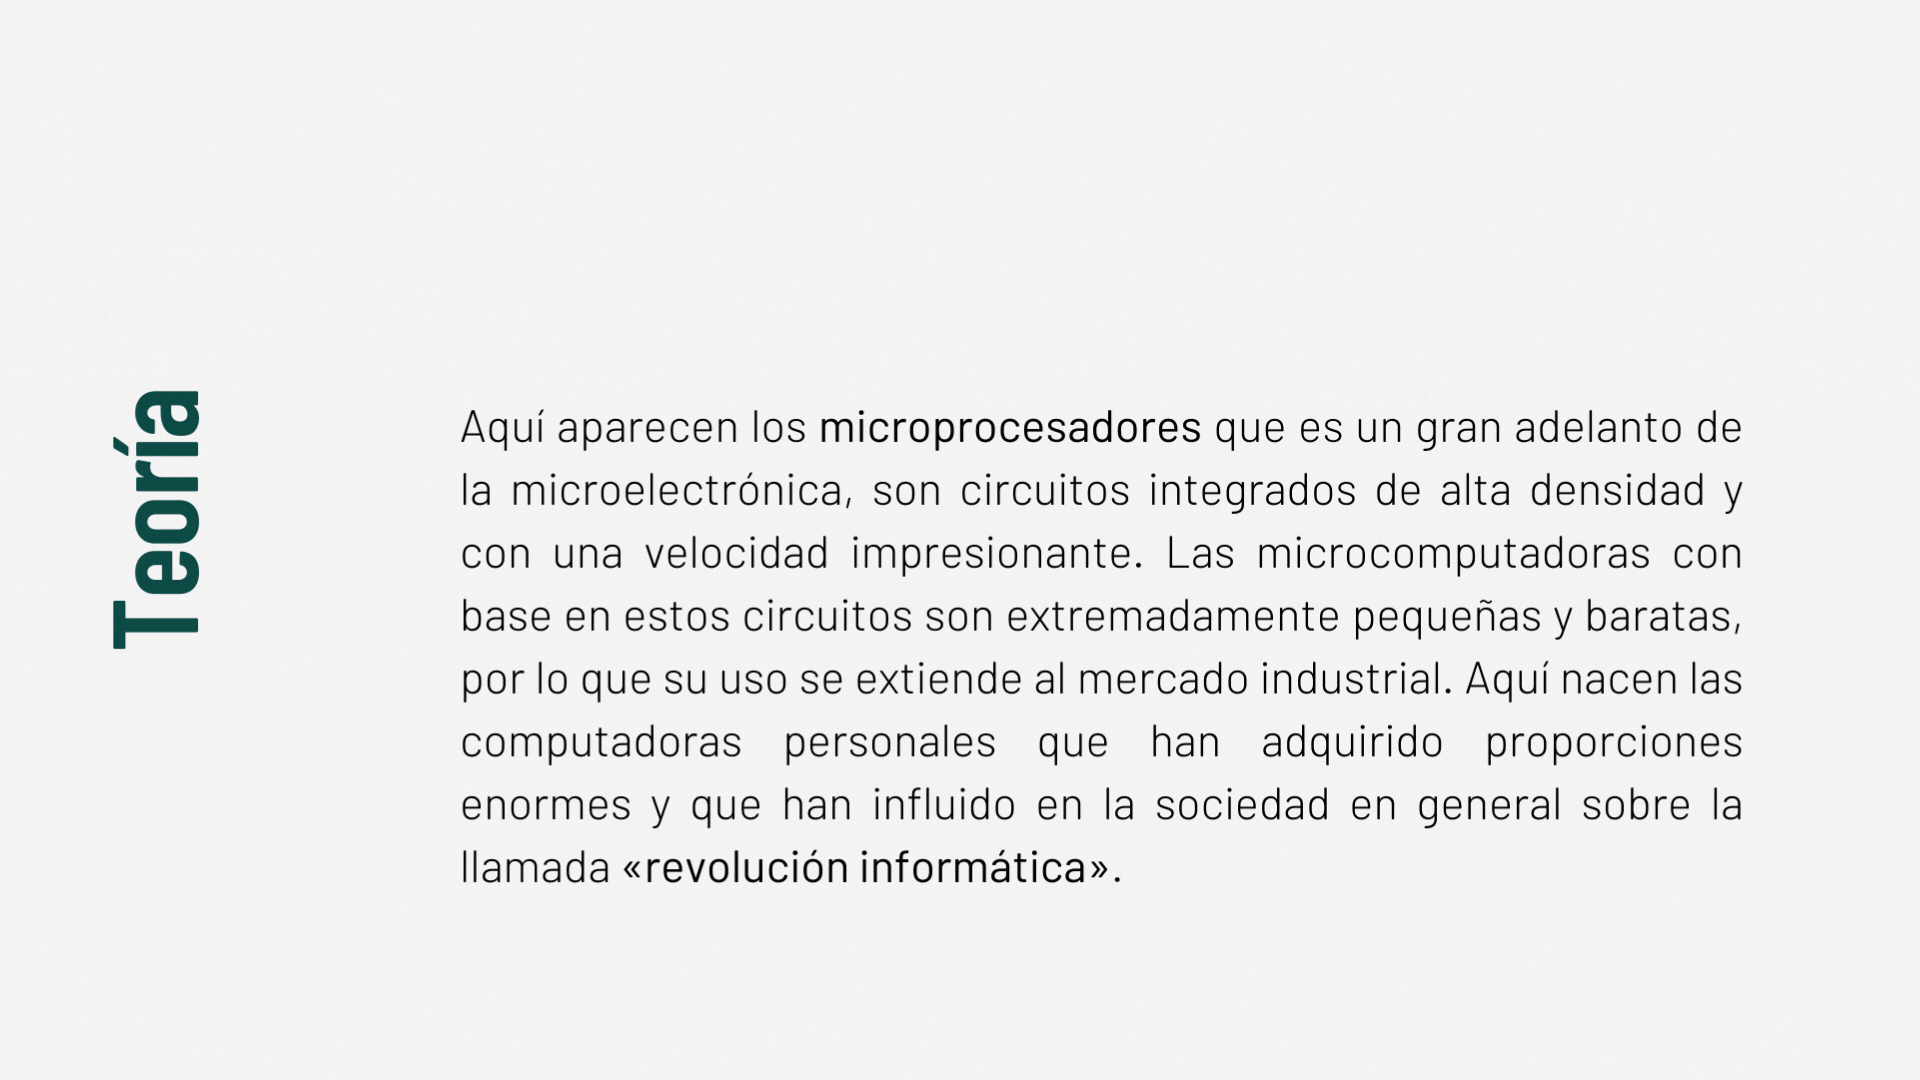 Teoría
Aquí aparecen los microprocesadores que es un gran adelanto de
la microelectrónica, son circuitos integrados de alta densidad y
con una velocidad impresionante. Las microcomputadoras con
base en estos circuitos son extremadamente pequeñas y baratas,
por lo que su uso se extiende al mercado industrial. Aquí nacen las
computadoras personales que han adquirido proporciones
enormes y que han influido en la sociedad en general sobre la
llamada «revolución informática».